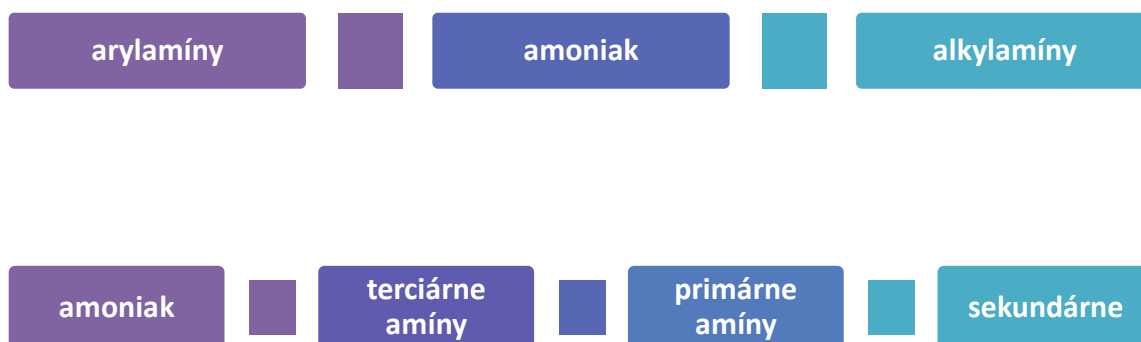 arylamíny
amoniak
alkylamíny
amoniak
terciárne
amíny
primárne
amíny
sekundárne